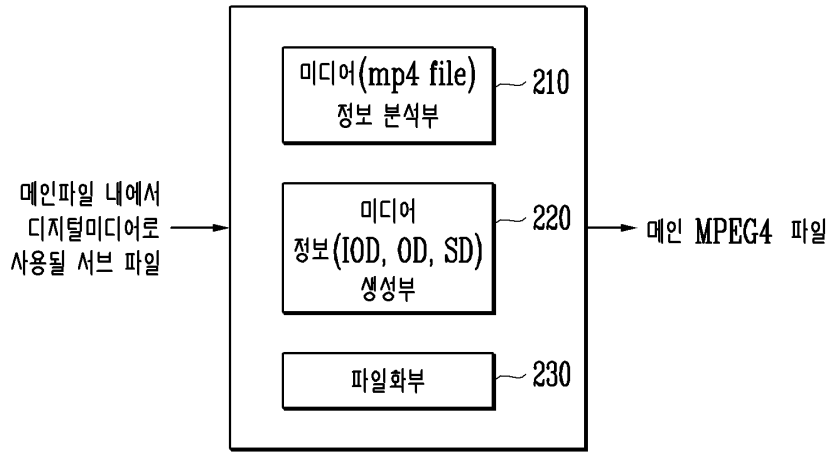 미디어(mp4 file)
정보 분석부
210
메인파일 내에서
디지털미디어로
사용될 서브 파일
미디어
정보(IOD, OD, SD)
생성부
220
메인 MPEG4 파일
파일화부
230